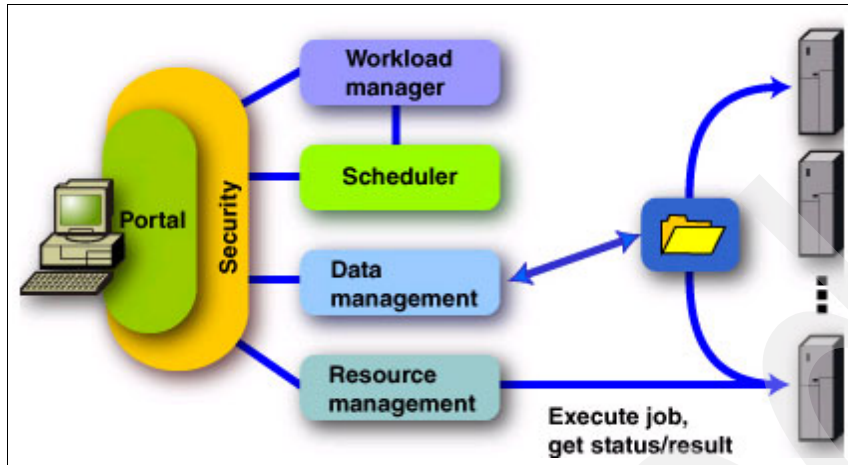 Workload
manager
Scheduler
Portal
Security
Data
management
Resource
management
Execute job,
get status/result